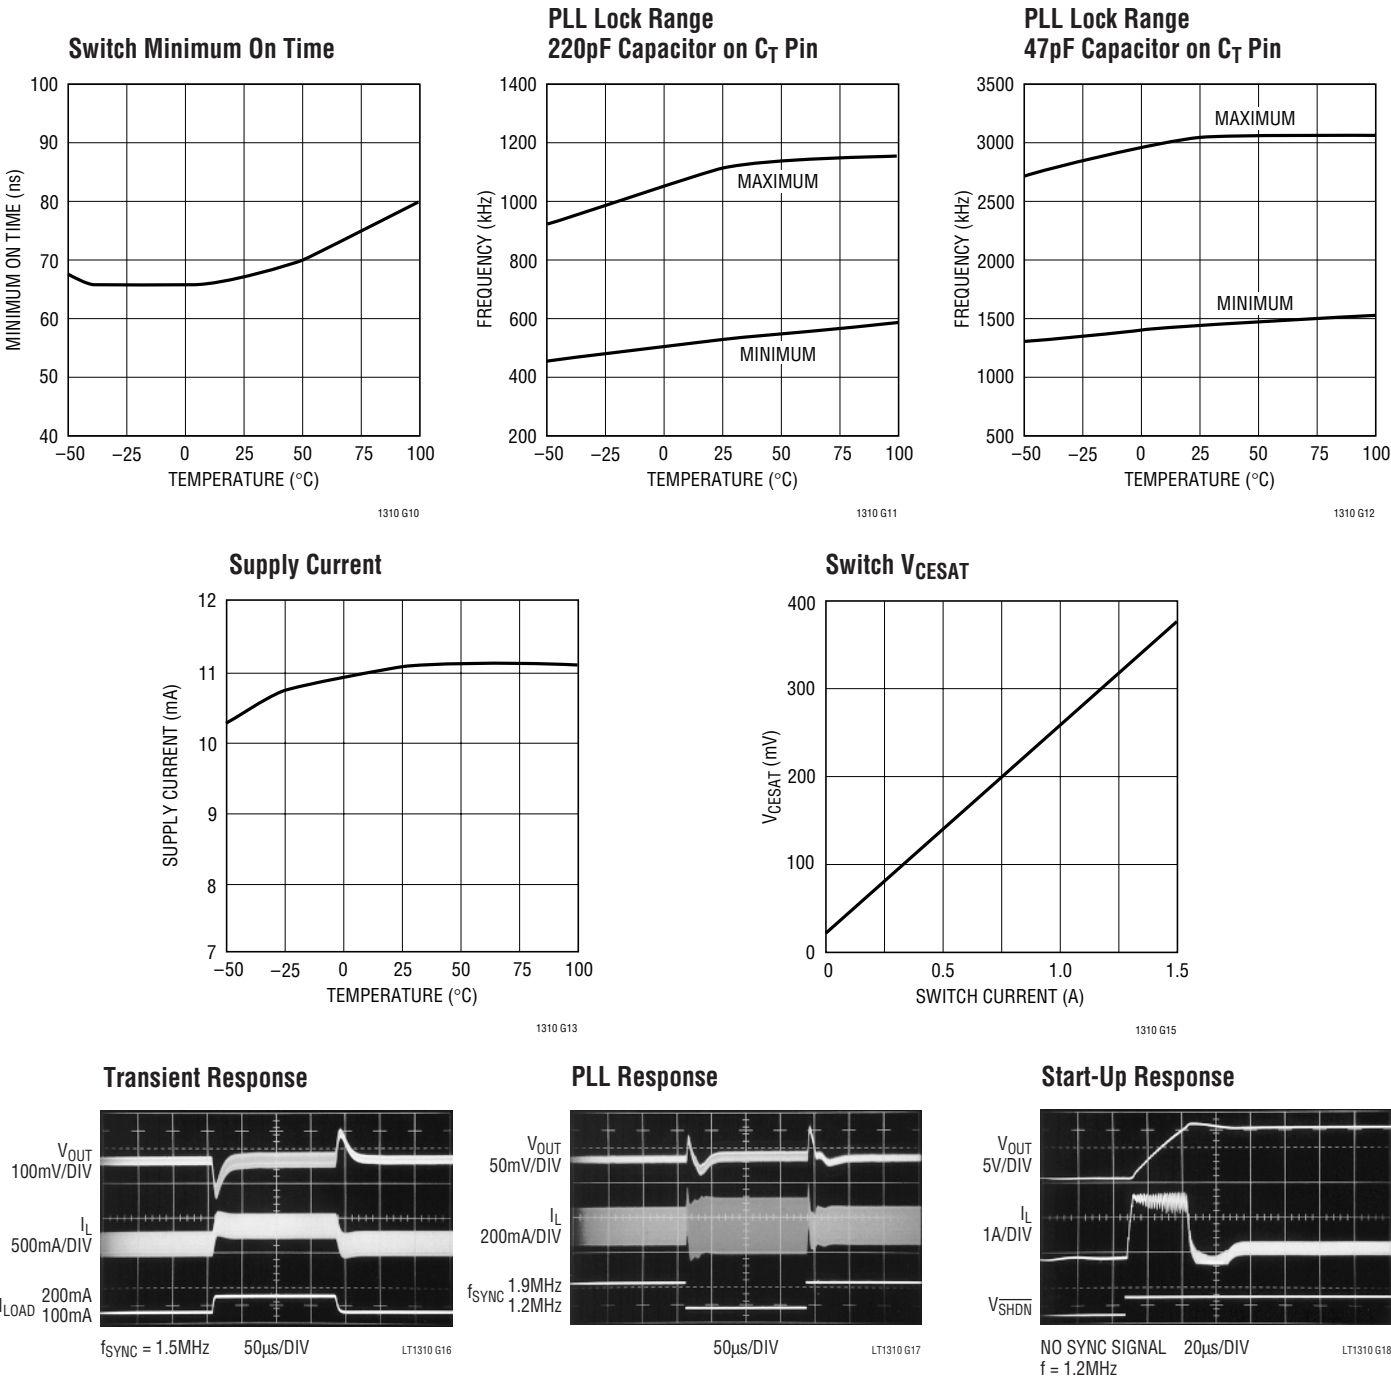 Switch Minimum On Time
100
90
80
70
60
50
40
MINIMUM ON TIME (ns)
–50 –25 0 25 50 75 100
TEMPERATURE (°C)
1310 G10
PLL Lock Range
220pF Capacitor on CT Pin
1400
1200
1000
800
600
400
200
FREQUENCY (kHz)
MAXIMUM
MINIMUM
–50 –25 0 25 50 75 100
TEMPERATURE (°C)
1310 G11
PLL Lock Range
47pF Capacitor on CT Pin
3500
3000
2500
2000
1500
1000
500
FREQUENCY (kHz)
MAXIMUM
MINIMUM
–50 –25 0 25 50 75 100
TEMPERATURE (°C)
1310 G12
Supply Current
12
11
10
9
8
7
SUPPLY CURRENT (mA)
–50 –25 0 25 50 75 100
TEMPERATURE (°C)
1310 G13
Switch VCESAT
400
300
200
100
0
VCESAT (mV)
0 0.5 1.0 1.5
SWITCH CURRENT (A)
1310 G15
Transient Response
VOUT
100mV/DIV
IL
500mA/DIV
ILOAD 200mA
100mA
fSYNC = 1.5MHz 50µs/DIV
LT1310 G16
PLL Response
VOUT
50mV/DIV
IL
200mA/DIV
fSYNC 1.9MHz
1.2MHz
50µs/DIV
LT1310 G17
Start-Up Response
VOUT
5V/DIV
IL
1A/DIV
VSHDN
NO SYNC SIGNAL 20µs/DIV
f = 1.2MHz
LT1310 G18